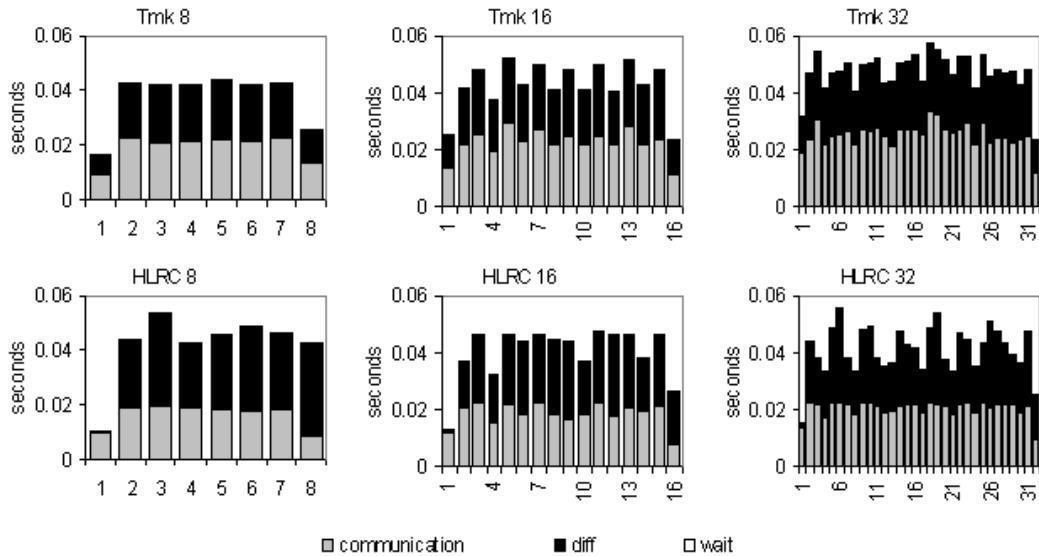 Tmk 8
0.06
0.04
0.02
0
seconds
1 2 3 4 5 6 7 8
Tmk 16
0.06
0.04
0.02
0
seconds
1 4 7 10 13 16
Tmk 32
0.06
0.04
0.02
0
seconds
1 6 11 16 21 26 31
HLRC 8
0.06
0.04
0.02
0
seconds
1 2 3 4 5 6 7 8
HLRC 16
0.06
0.04
0.02
0
seconds
1 4 7 10 13 16
HLRC 32
0.06
0.04
0.02
0
seconds
1 6 11 16 21 26 31
communication diff wait